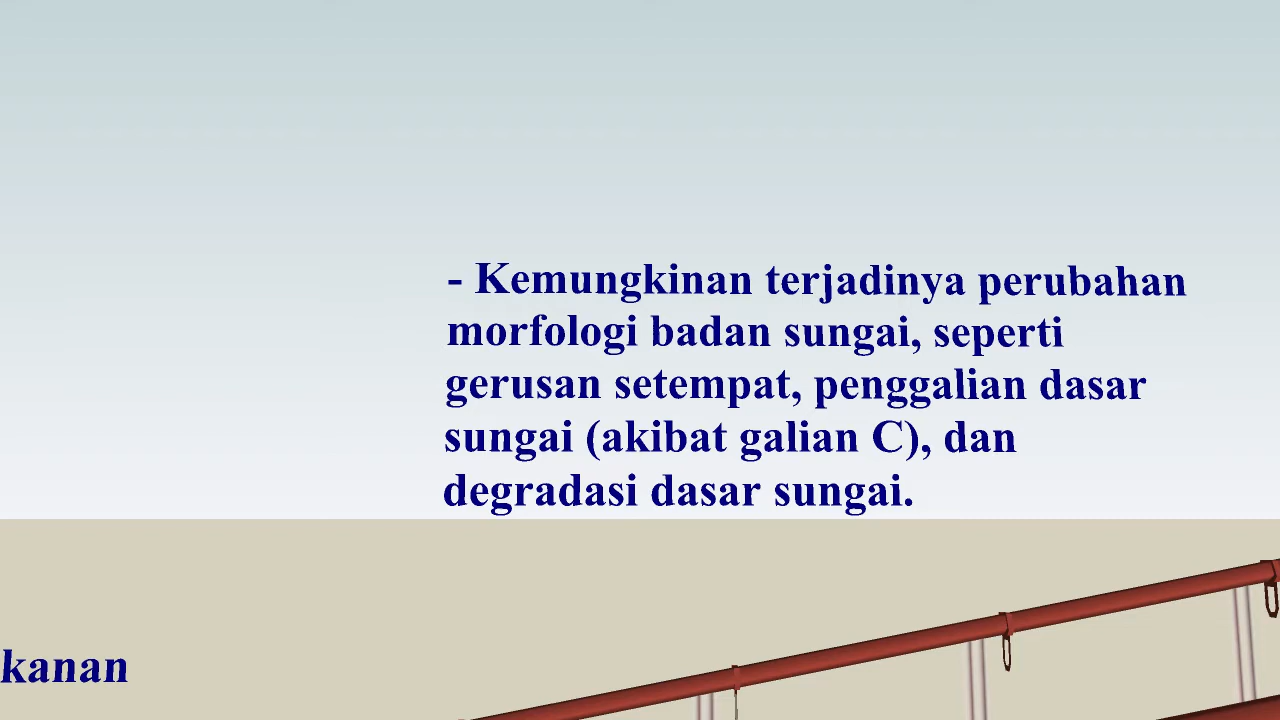 - Kemungkinan terjadinya perubahan
morfologi badan sungai, seperti
gerusan setempat, penggalian dasar
sungai (akibat galian C), dan
degradasi dasar sungai.
kanan